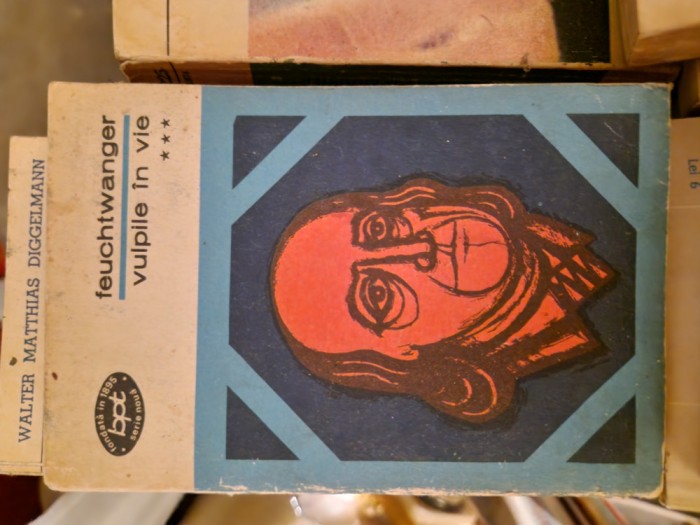 feuchtwanger
vulpile în vie
★★★
fondată în 1895
bpt
serie nouă
WALTER MATTHIAS DIGGELMANN
Lei 6